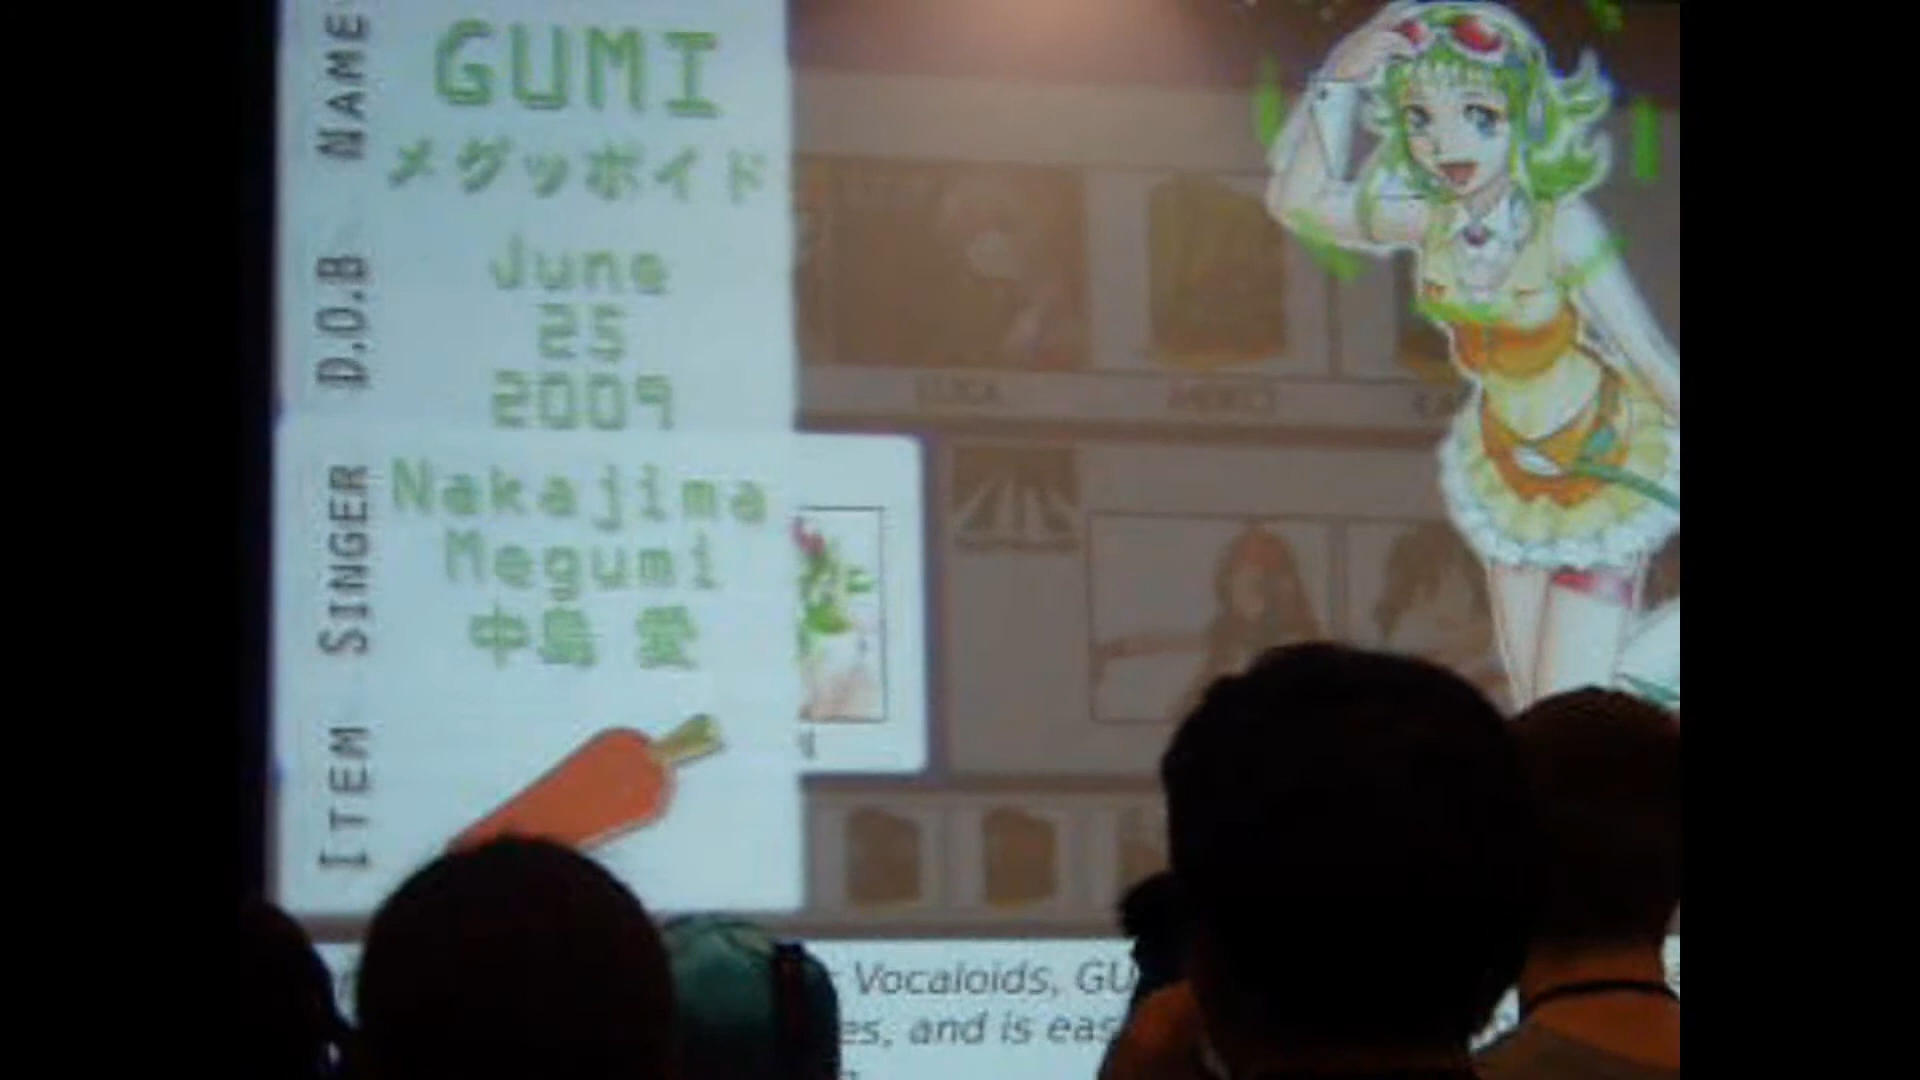 NAME
GUMI
メグッポイド
D.O.B
June
25
2009
SINGER
Nakajima
Megumi
中島 愛
ITEM
LUKA
Vocaloids, GU
es, and is eas